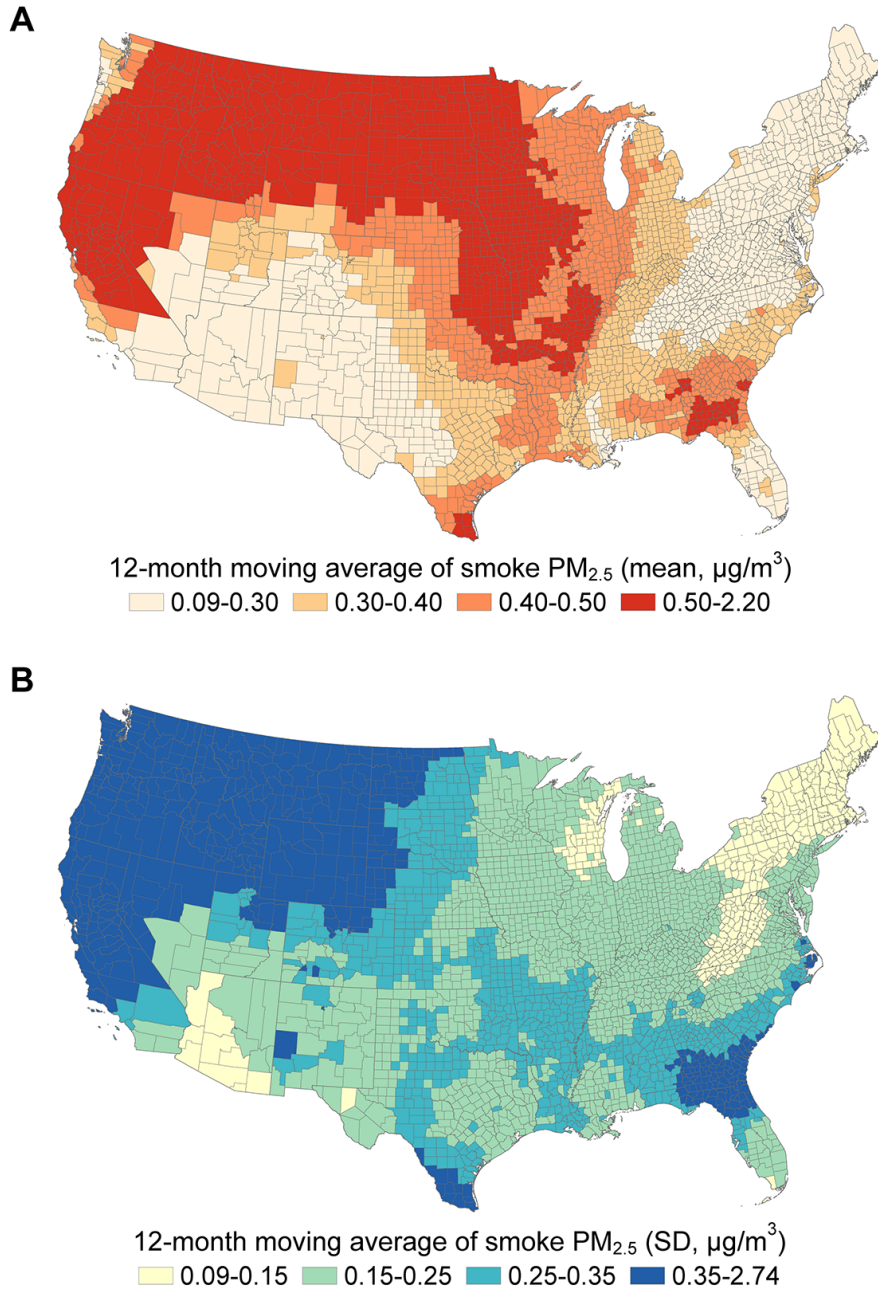 A
12-month moving average of smoke PM₂.₅ (mean, µg/m³)
0.09-0.30 0.30-0.40 0.40-0.50 0.50-2.20
B
12-month moving average of smoke PM₂.₅ (SD, µg/m³)
0.09-0.15 0.15-0.25 0.25-0.35 0.35-2.74